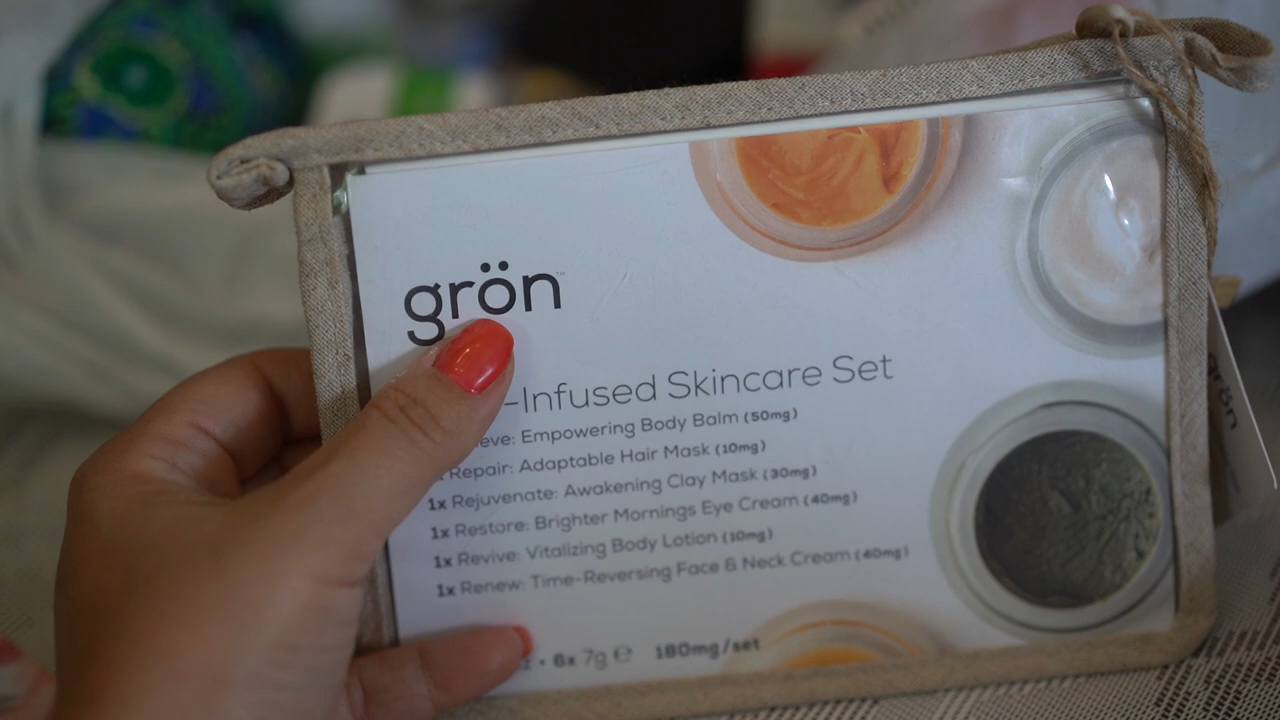 grön™
-Infused Skincare Set
eve: Empowering Body Balm (50mg)
Repair: Adaptable Hair Mask (10mg)
1x Rejuvenate: Awakening Clay Mask (30mg)
1x Restore: Brighter Mornings Eye Cream (40mg)
1x Revive: Vitalizing Body Lotion (10mg)
1x Renew: Time-Reversing Face & Neck Cream (40mg)
z • 6x 7g ℮ 180mg/set
grön